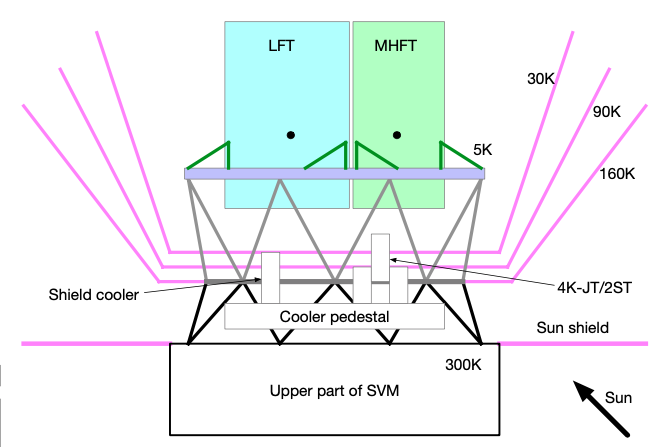 LFT
MHFT
30K
90K
5K
160K
Shield cooler
4K-JT/2ST
Cooler pedestal
Sun shield
300K
Upper part of SVM
Sun